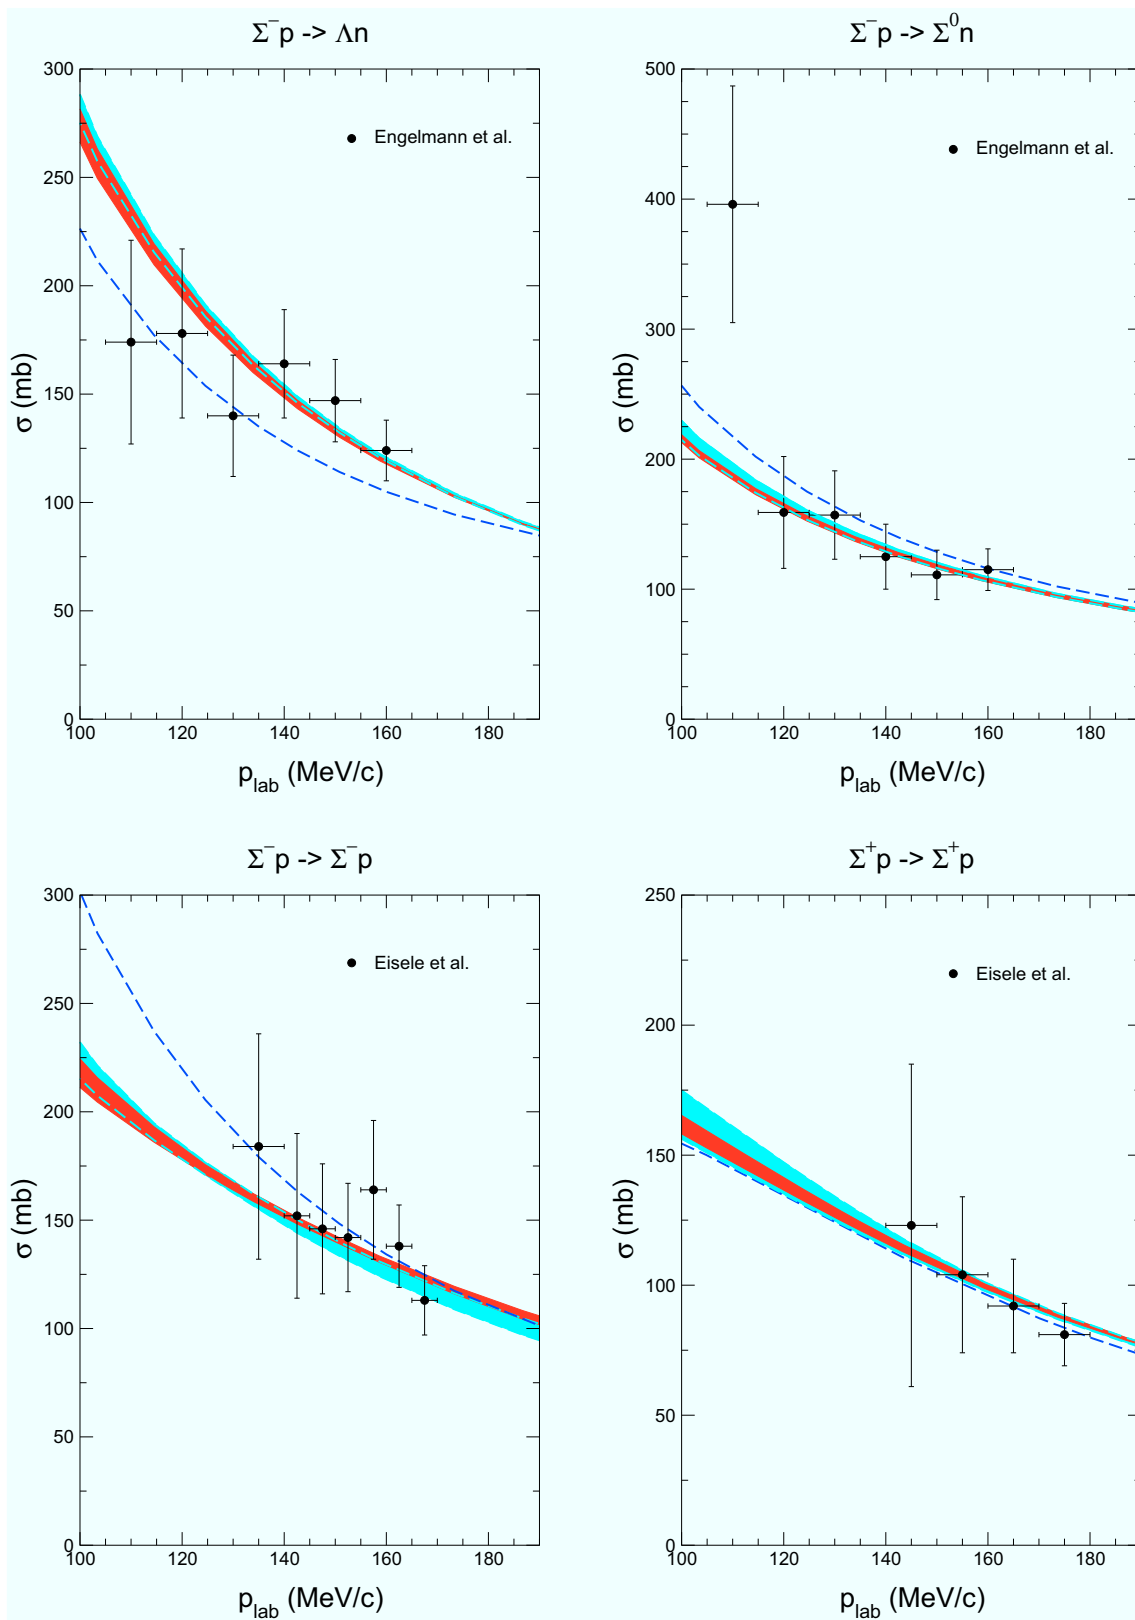 Σ⁻p -> Λn
300
250
200
150
100
50
0
σ (mb)
Engelmann et al.
100 120 140 160 180
p_lab (MeV/c)
Σ⁻p -> Σ⁰n
500
400
300
200
100
0
σ (mb)
Engelmann et al.
100 120 140 160 180
p_lab (MeV/c)
Σ⁻p -> Σ⁻p
300
250
200
150
100
50
0
σ (mb)
Eisele et al.
100 120 140 160 180
p_lab (MeV/c)
Σ⁺p -> Σ⁺p
250
200
150
100
50
0
σ (mb)
Eisele et al.
100 120 140 160 180
p_lab (MeV/c)